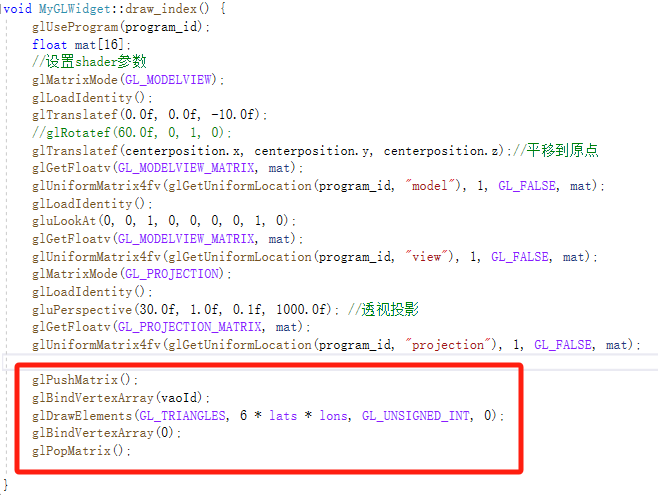 void MyGLWidget::draw_index() {
glUseProgram(program_id);
float mat[16];
//设置shader参数
glMatrixMode(GL_MODELVIEW);
glLoadIdentity();
glTranslatef(0.0f, 0.0f, -10.0f);
//glRotatef(60.0f, 0, 1, 0);
glTranslatef(centerposition.x, centerposition.y, centerposition.z);//平移到原点
glGetFloatv(GL_MODELVIEW_MATRIX, mat);
glUniformMatrix4fv(glGetUniformLocation(program_id, "model"), 1, GL_FALSE, mat);
glLoadIdentity();
gluLookAt(0, 0, 1, 0, 0, 0, 0, 1, 0);
glGetFloatv(GL_MODELVIEW_MATRIX, mat);
glUniformMatrix4fv(glGetUniformLocation(program_id, "view"), 1, GL_FALSE, mat);
glMatrixMode(GL_PROJECTION);
glLoadIdentity();
gluPerspective(30.0f, 1.0f, 0.1f, 1000.0f); //透视投影
glGetFloatv(GL_PROJECTION_MATRIX, mat);
glUniformMatrix4fv(glGetUniformLocation(program_id, "projection"), 1, GL_FALSE, mat);
glPushMatrix();
glBindVertexArray(vaoId);
glDrawElements(GL_TRIANGLES, 6 * lats * lons, GL_UNSIGNED_INT, 0);
glBindVertexArray(0);
glPopMatrix();
}